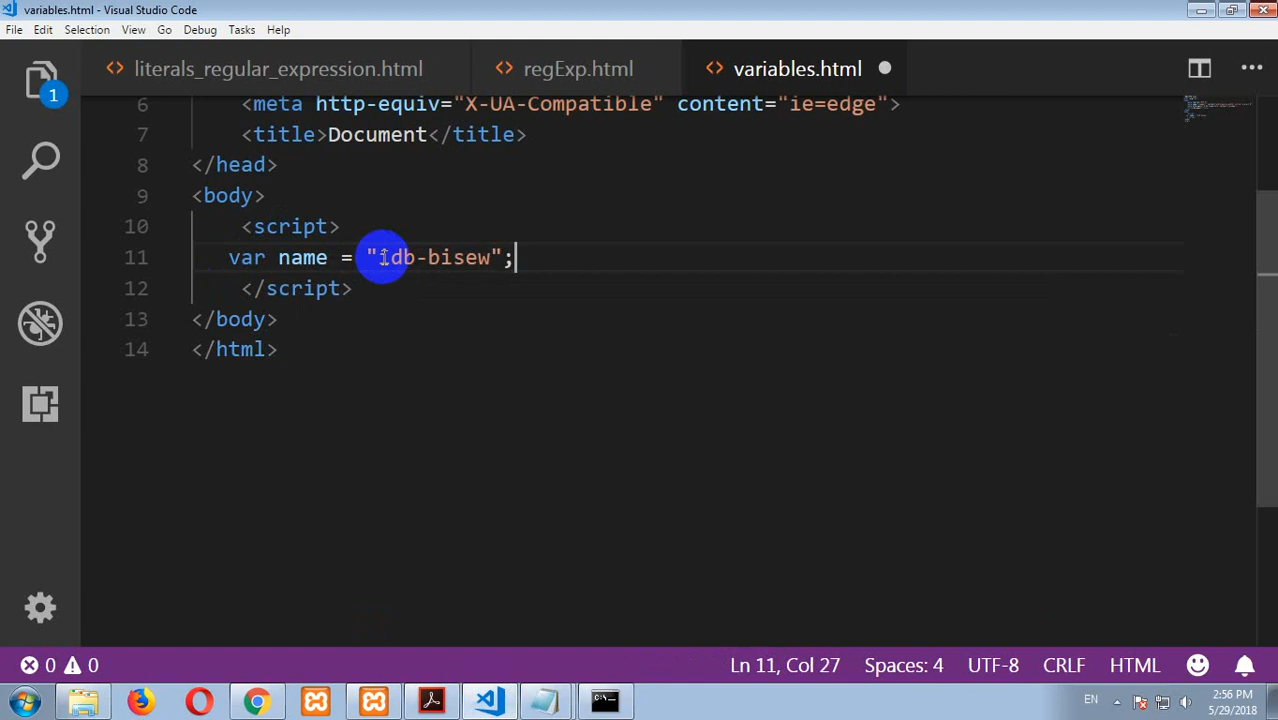 variables.html - Visual Studio Code
File Edit Selection View Go Debug Tasks Help
literals_regular_expression.html regExp.html variables.html
1
6 <meta http-equiv="X-UA-Compatible" content="ie=edge">
7 <title>Document</title>
8 </head>
9 <body>
10 <script>
11 var name = "idb-bisew";
12 </script>
13 </body>
14 </html>
0 0 Ln 11, Col 27 Spaces: 4 UTF-8 CRLF HTML
EN 2:56 PM
5/29/2018